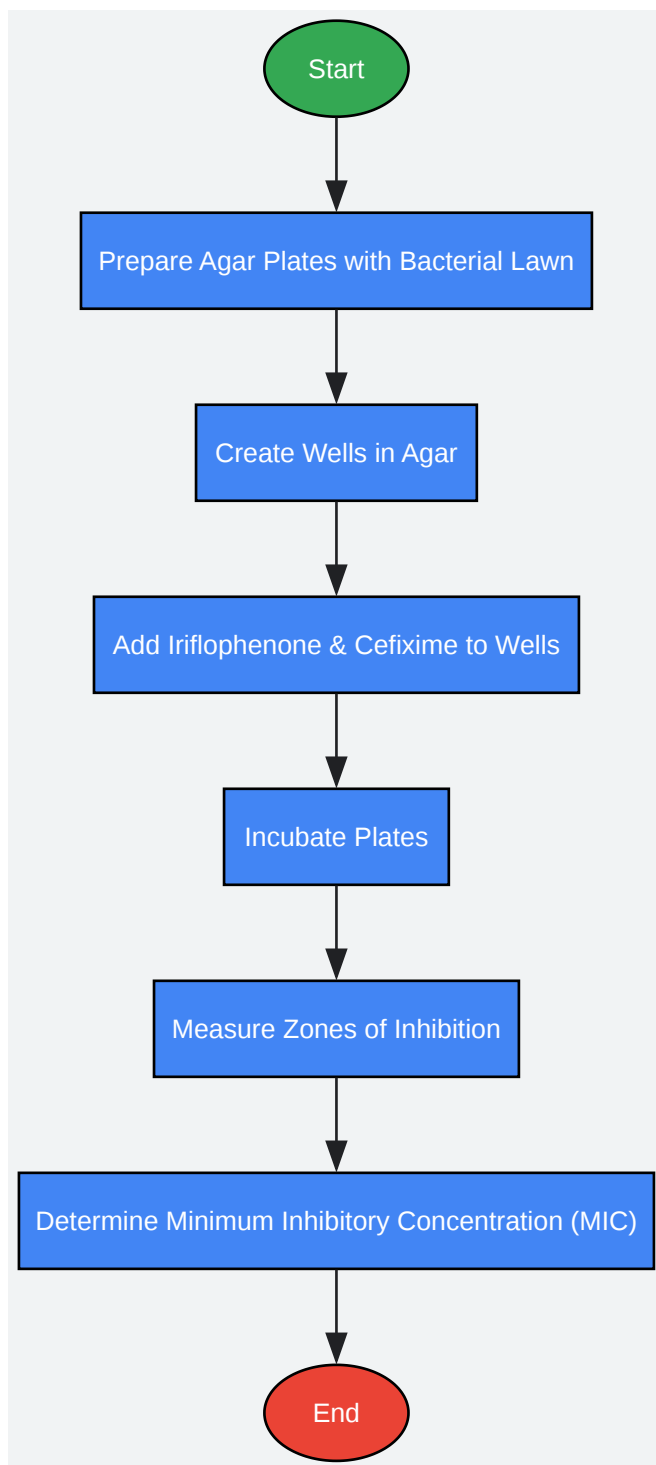 Start
Prepare Agar Plates with Bacterial Lawn
Create Wells in Agar
Add Iriflophenone & Cefixime to Wells
Incubate Plates
Measure Zones of Inhibition
Determine Minimum Inhibitory Concentration (MIC)
End